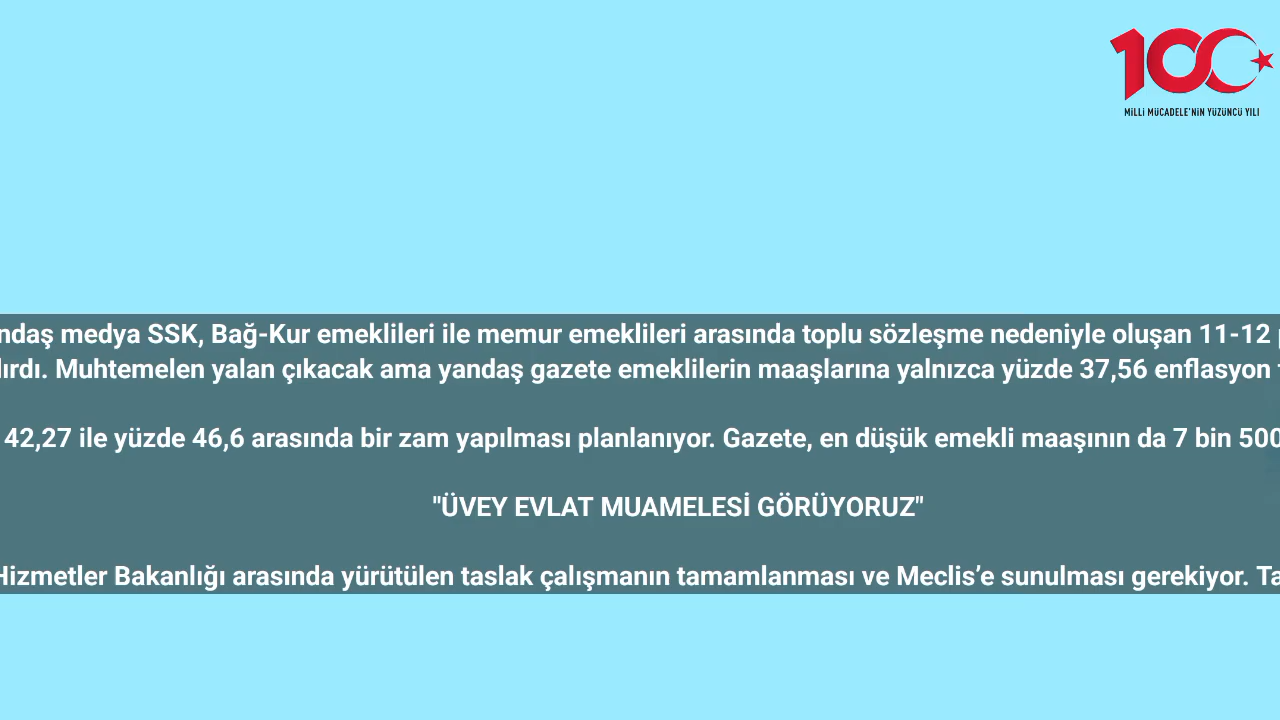 100
MİLLİ MÜCADELE'NİN YÜZÜNCÜ YILI
medya SSK, Bağ-Kur emeklileri ile memur emeklileri arasında toplu sözleşme nedeniyle oluşan 11-12
Muhtemelen yalan çıkacak ama yandaş gazete emeklilerin maaşlarına yalnızca yüzde 37,56 enflasyon
42,27 ile yüzde 46,6 arasında bir zam yapılması planlanıyor. Gazete, en düşük emekli maaşının da 7 bin 500
"ÜVEY EVLAT MUAMELESİ GÖRÜYORUZ"
Hizmetler Bakanlığı arasında yürütülen taslak çalışmanın tamamlanması ve Meclis’e sunulması gerekiyor.